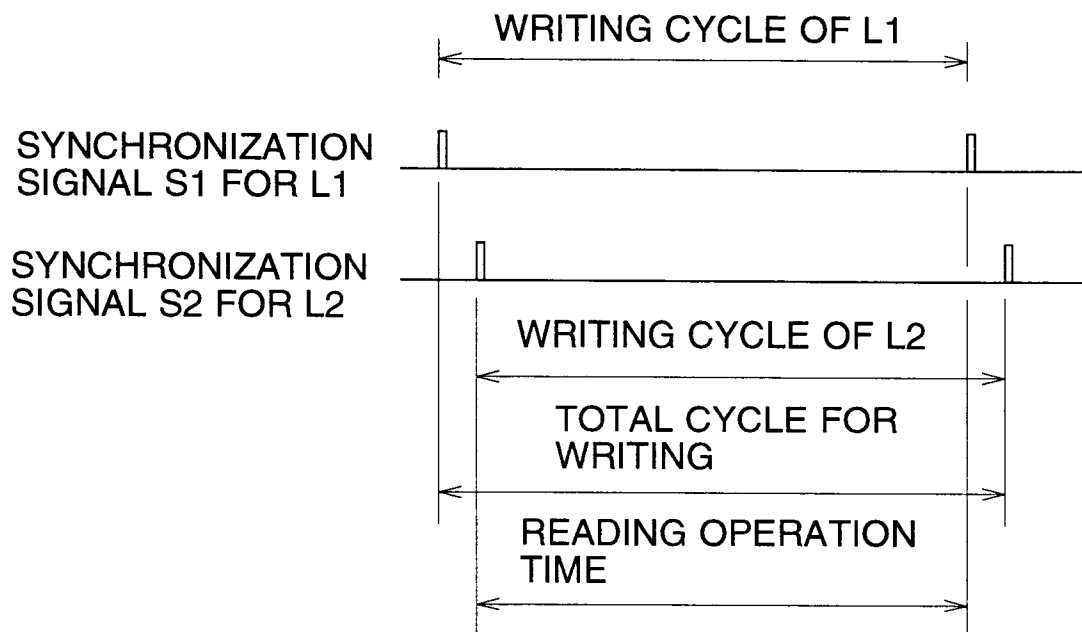 WRITING CYCLE OF L1
SYNCHRONIZATION
SIGNAL S1 FOR L1
SYNCHRONIZATION
SIGNAL S2 FOR L2
WRITING CYCLE OF L2
TOTAL CYCLE FOR
WRITING
READING OPERATION
TIME